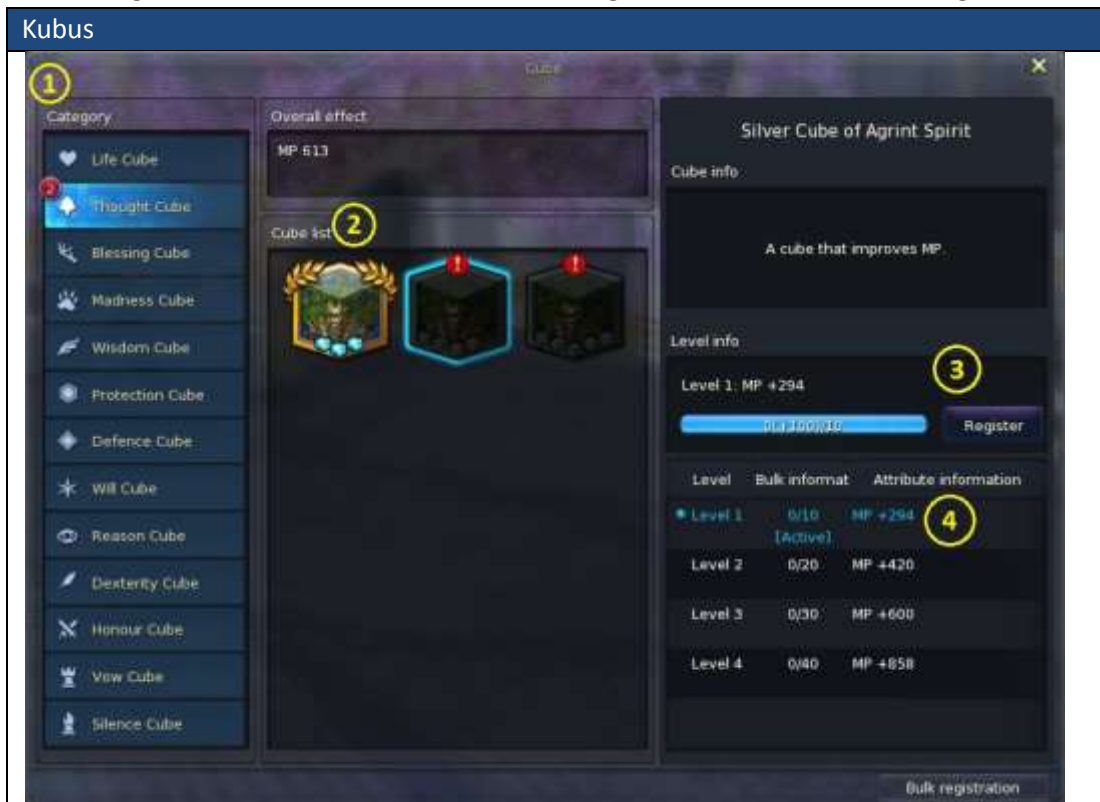 Kubus
Cube
1
Category
Life Cube
2
Thought Cube
Blessing Cube
Madness Cube
Wisdom Cube
Protection Cube
Defence Cube
Will Cube
Reason Cube
Dexterity Cube
Honour Cube
Vow Cube
Silence Cube
Overall effect
MP 613
Cube list
2
!
!
Silver Cube of Agrint Spirit
Cube info
A cube that improves MP.
Level info
3
Level 1: MP +294
Register
Level Bulk informat Attribute information
Level 1 0/10 MP +294
[Active]
4
Level 2 0/20 MP +420
Level 3 0/30 MP +600
Level 4 0/40 MP +858
Bulk registration